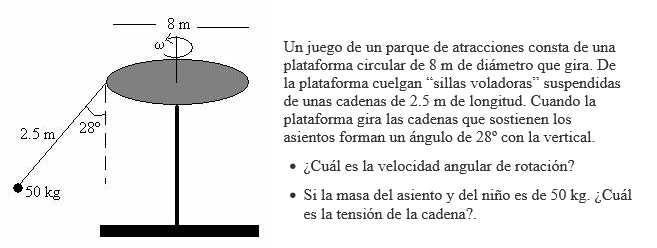 8 m
ω
28º
2.5 m
50 kg
Un juego de un parque de atracciones consta de una
plataforma circular de 8 m de diámetro que gira. De
la plataforma cuelgan “sillas voladoras” suspendidas
de unas cadenas de 2.5 m de longitud. Cuando la
plataforma gira las cadenas que sostienen los
asientos forman un ángulo de 28º con la vertical.
• ¿Cuál es la velocidad angular de rotación?
• Si la masa del asiento y del niño es de 50 kg. ¿Cuál
es la tensión de la cadena?.